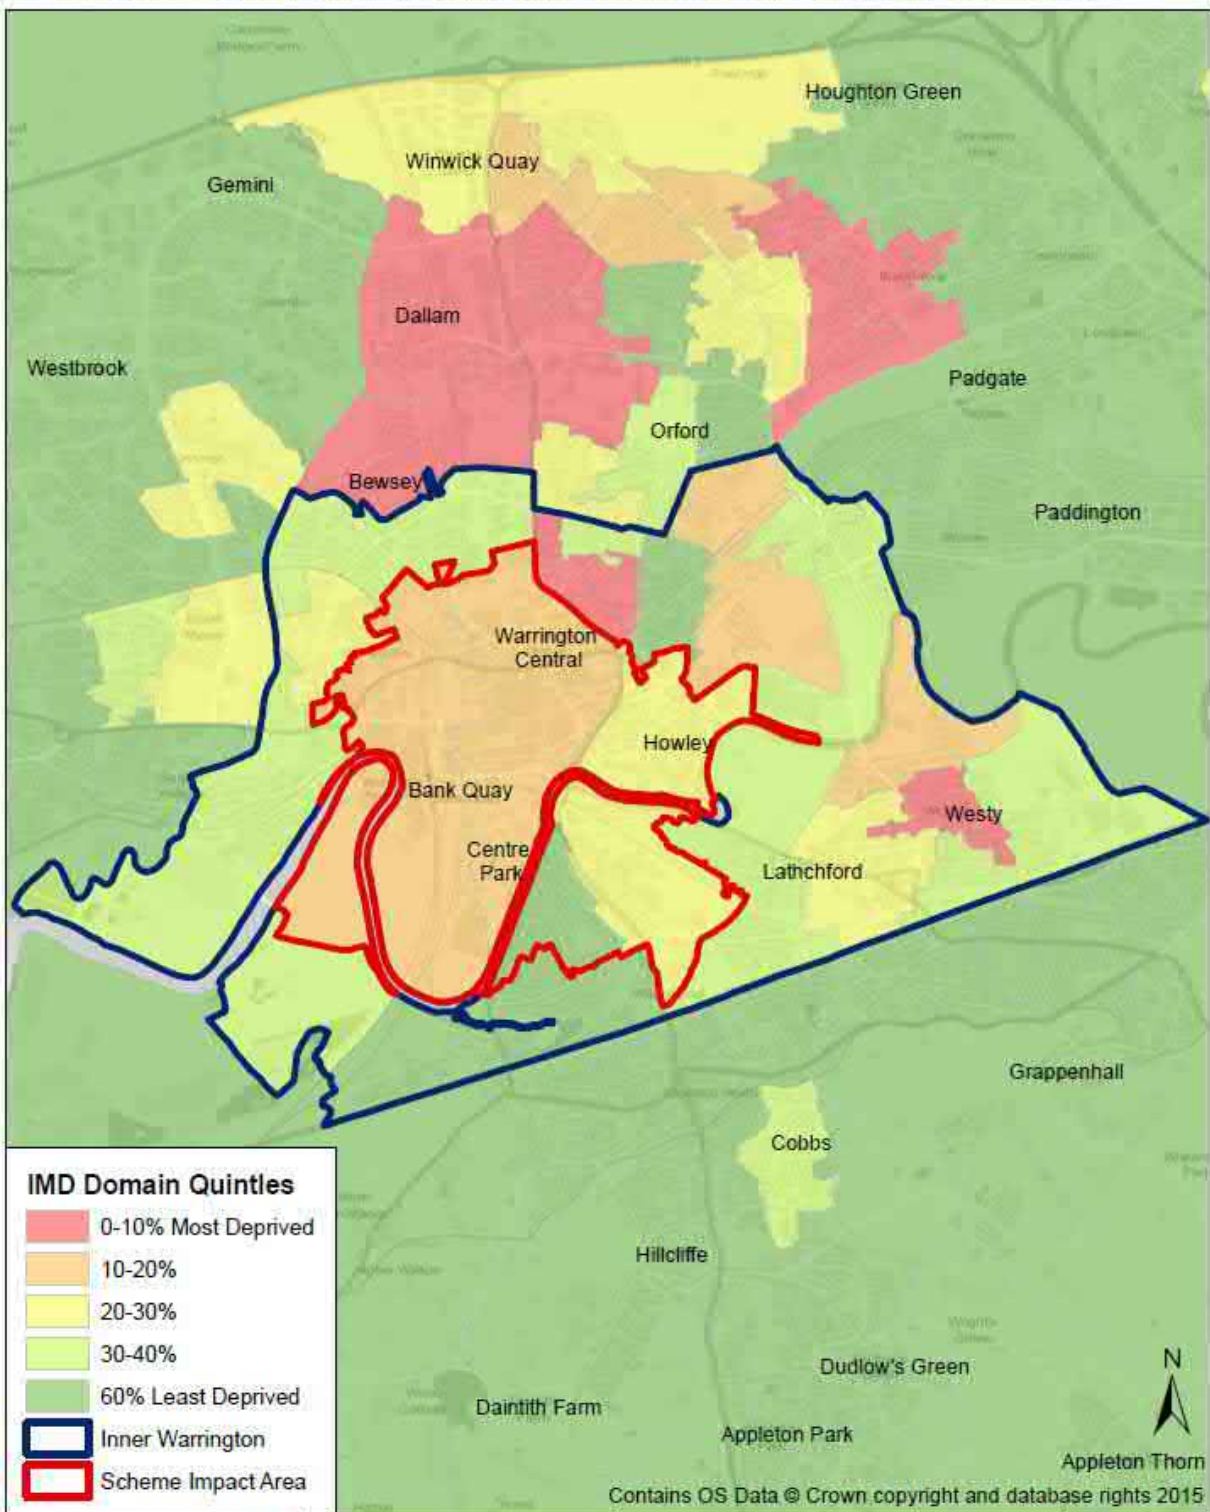 Houghton Green
Winwick Quay
Gemini
Dallam
Westbrook
Padgate
Orford
Bewsey
Paddington
Warrington
Central
Howley
Bank Quay
Westy
Centre
Park
Lathchford
Grappenhall
Cobbs
Hillcliffe
Dudlow's Green
Daintith Farm
Appleton Park
N
Appleton Thorn
IMD Domain Quintles
0-10% Most Deprived
10-20%
20-30%
30-40%
60% Least Deprived
Inner Warrington
Scheme Impact Area
Contains OS Data © Crown copyright and database rights 2015